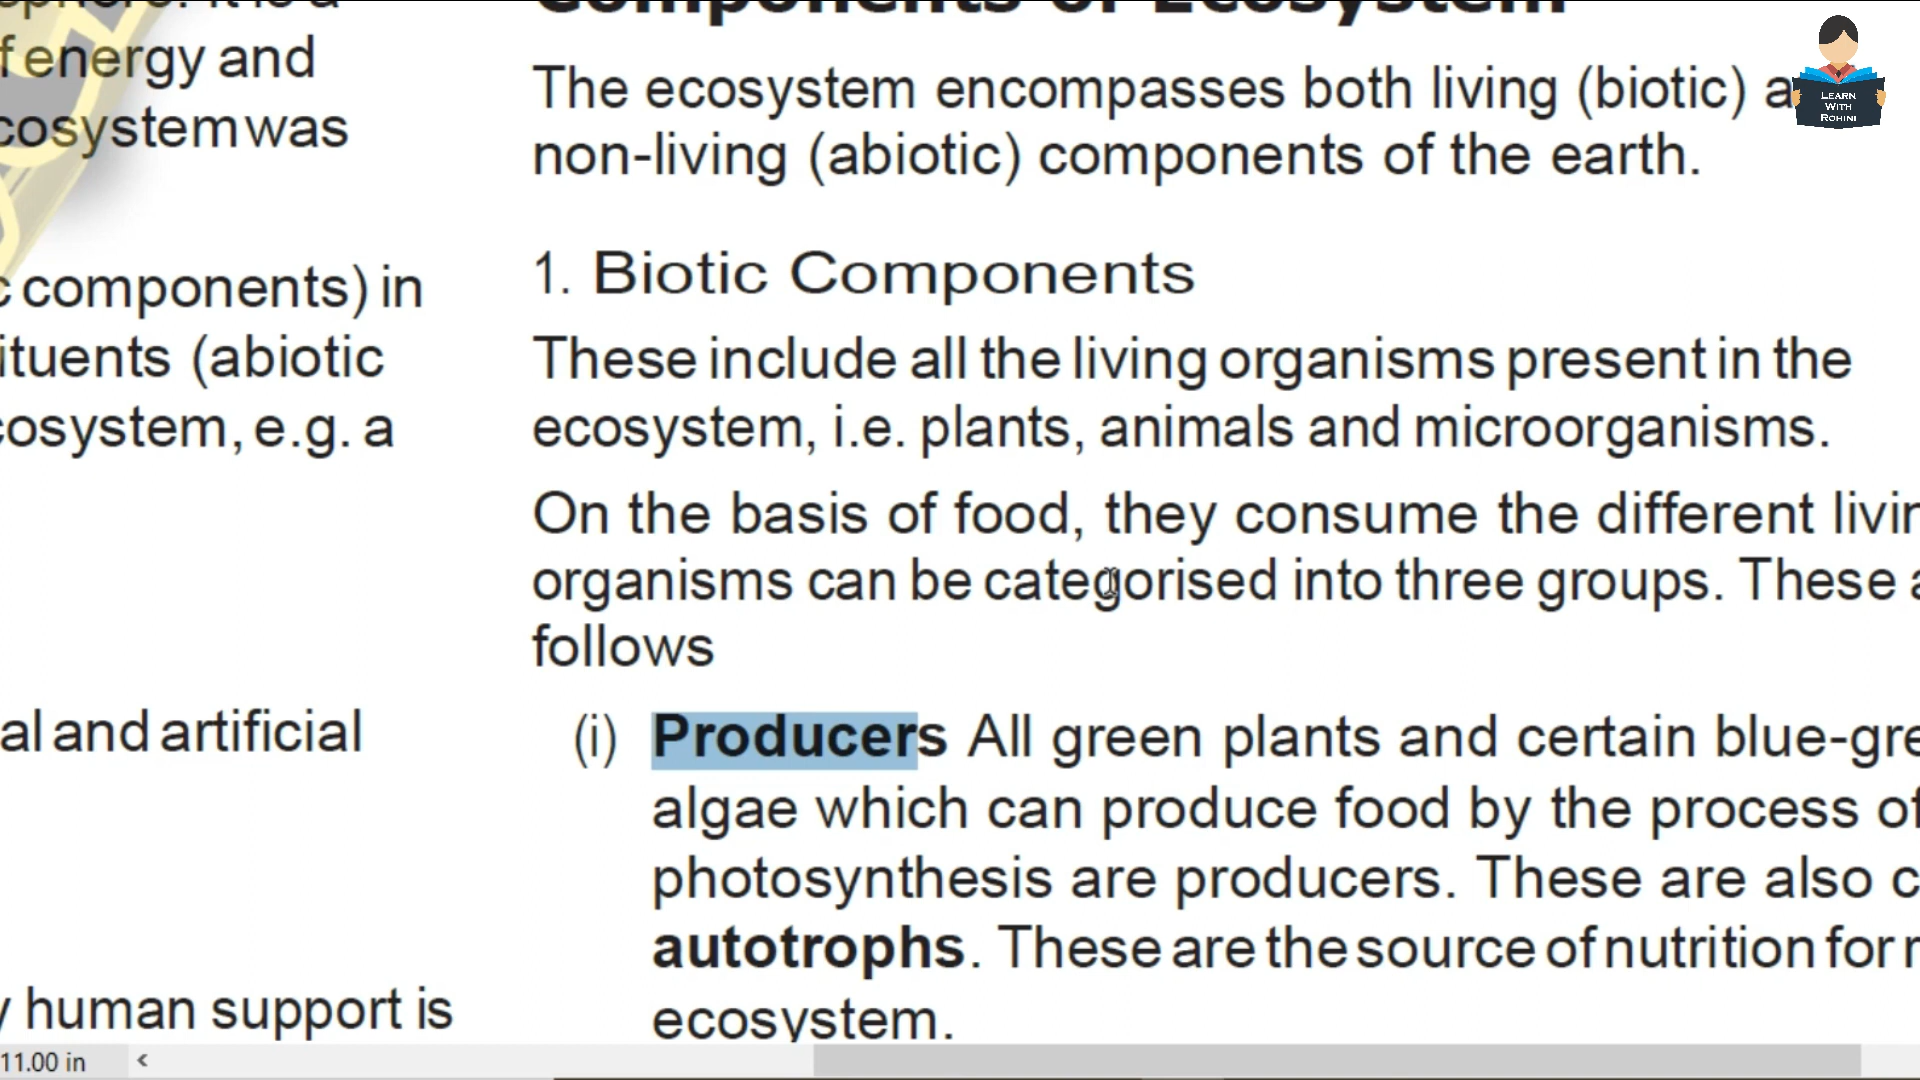 f energy and
cosystem was
c components) in
ituents (abiotic
cosystem, e.g. a
al and artificial
y human support is
Components of Ecosystem
The ecosystem encompasses both living (biotic) a
non-living (abiotic) components of the earth.
1. Biotic Components
These include all the living organisms present in the
ecosystem, i.e. plants, animals and microorganisms.
On the basis of food, they consume the different livin
organisms can be categorised into three groups. These a
follows
(i) Producers All green plants and certain blue-gre
algae which can produce food by the process of
photosynthesis are producers. These are also c
autotrophs. These are the source of nutrition for r
ecosystem.
LEARN
WITH
ROHINI
11.00 in